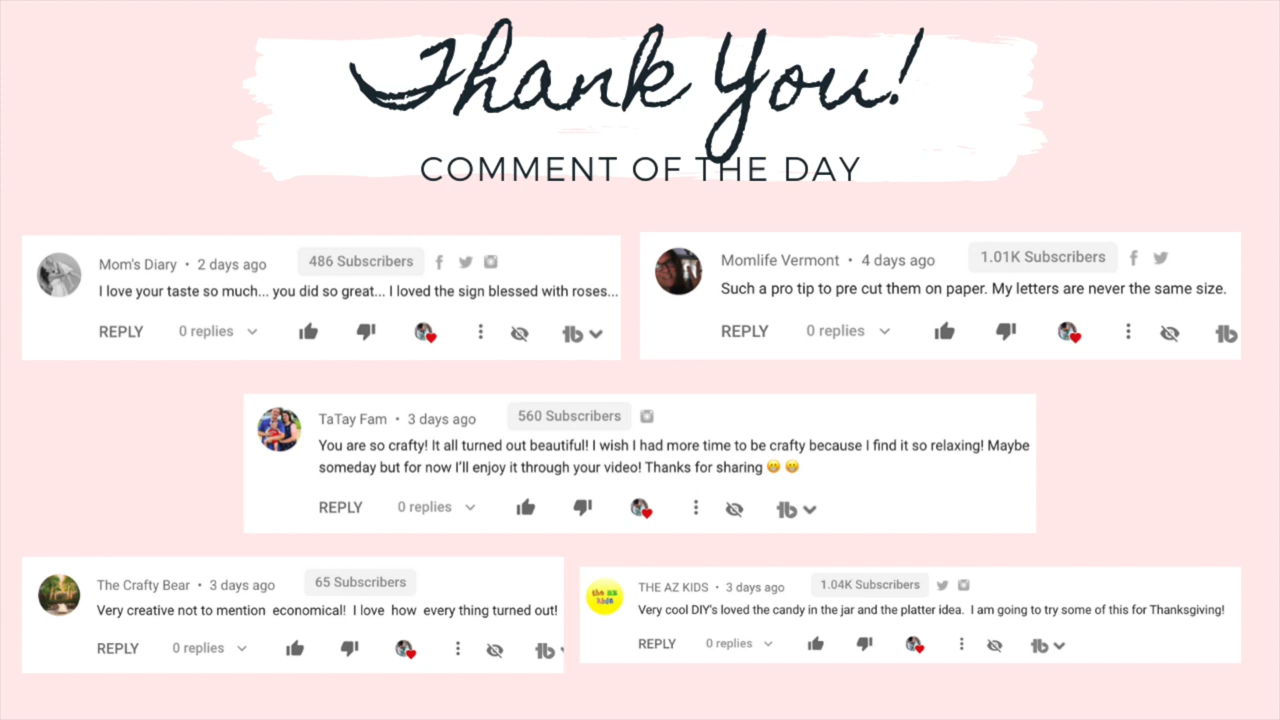 Thank You!
COMMENT OF THE DAY
Mom's Diary • 2 days ago 486 Subscribers
I love your taste so much... you did so great... I loved the sign blessed with roses...
REPLY 0 replies
Momlife Vermont • 4 days ago 1.01K Subscribers
Such a pro tip to pre cut them on paper. My letters are never the same size.
REPLY 0 replies
TaTay Fam • 3 days ago 560 Subscribers
You are so crafty! It all turned out beautiful! I wish I had more time to be crafty because I find it so relaxing! Maybe
someday but for now I'll enjoy it through your video! Thanks for sharing 🤭 🤭
REPLY 0 replies
The Crafty Bear • 3 days ago 65 Subscribers
Very creative not to mention economical! I love how every thing turned out!
REPLY 0 replies
the az
kids
THE AZ KIDS • 3 days ago 1.04K Subscribers
Very cool DIY's loved the candy in the jar and the platter idea. I am going to try some of this for Thanksgiving!
REPLY 0 replies